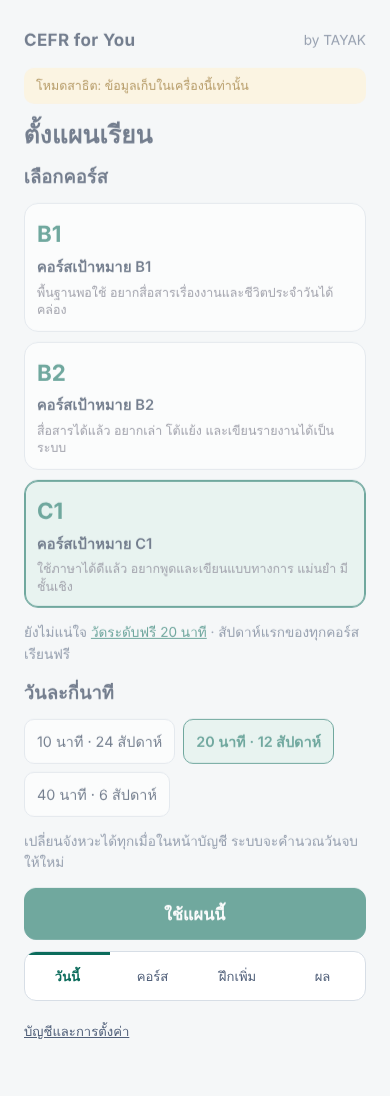 CEFR for You
by TAYAK
โหมดสาธิต: ข้อมูลเก็บในเครื่องนี้เท่านั้น
ตั้งแผนเรียน
เลือกคอร์ส
B1
คอร์สเป้าหมาย B1
พื้นฐานพอใช้ อยากสื่อสารเรื่องงานและชีวิตประจำวันได้
คล่อง
B2
คอร์สเป้าหมาย B2
สื่อสารได้แล้ว อยากเล่า โต้แย้ง และเขียนรายงานได้เป็น
ระบบ
C1
คอร์สเป้าหมาย C1
ใช้ภาษาได้ดีแล้ว อยากพูดและเขียนแบบทางการ แม่นยำ มี
ชั้นเชิง
ยังไม่แน่ใจ วัดระดับฟรี 20 นาที · สัปดาห์แรกของทุกคอร์ส
เรียนฟรี
วันละกี่นาที
10 นาที · 24 สัปดาห์
20 นาที · 12 สัปดาห์
40 นาที · 6 สัปดาห์
เปลี่ยนจังหวะได้ทุกเมื่อในหน้าบัญชี ระบบจะคำนวณวันจบ
ให้ใหม่
ใช้แผนนี้
วันนี้
คอร์ส
ฝึกเพิ่ม
ผล
บัญชีและการตั้งค่า